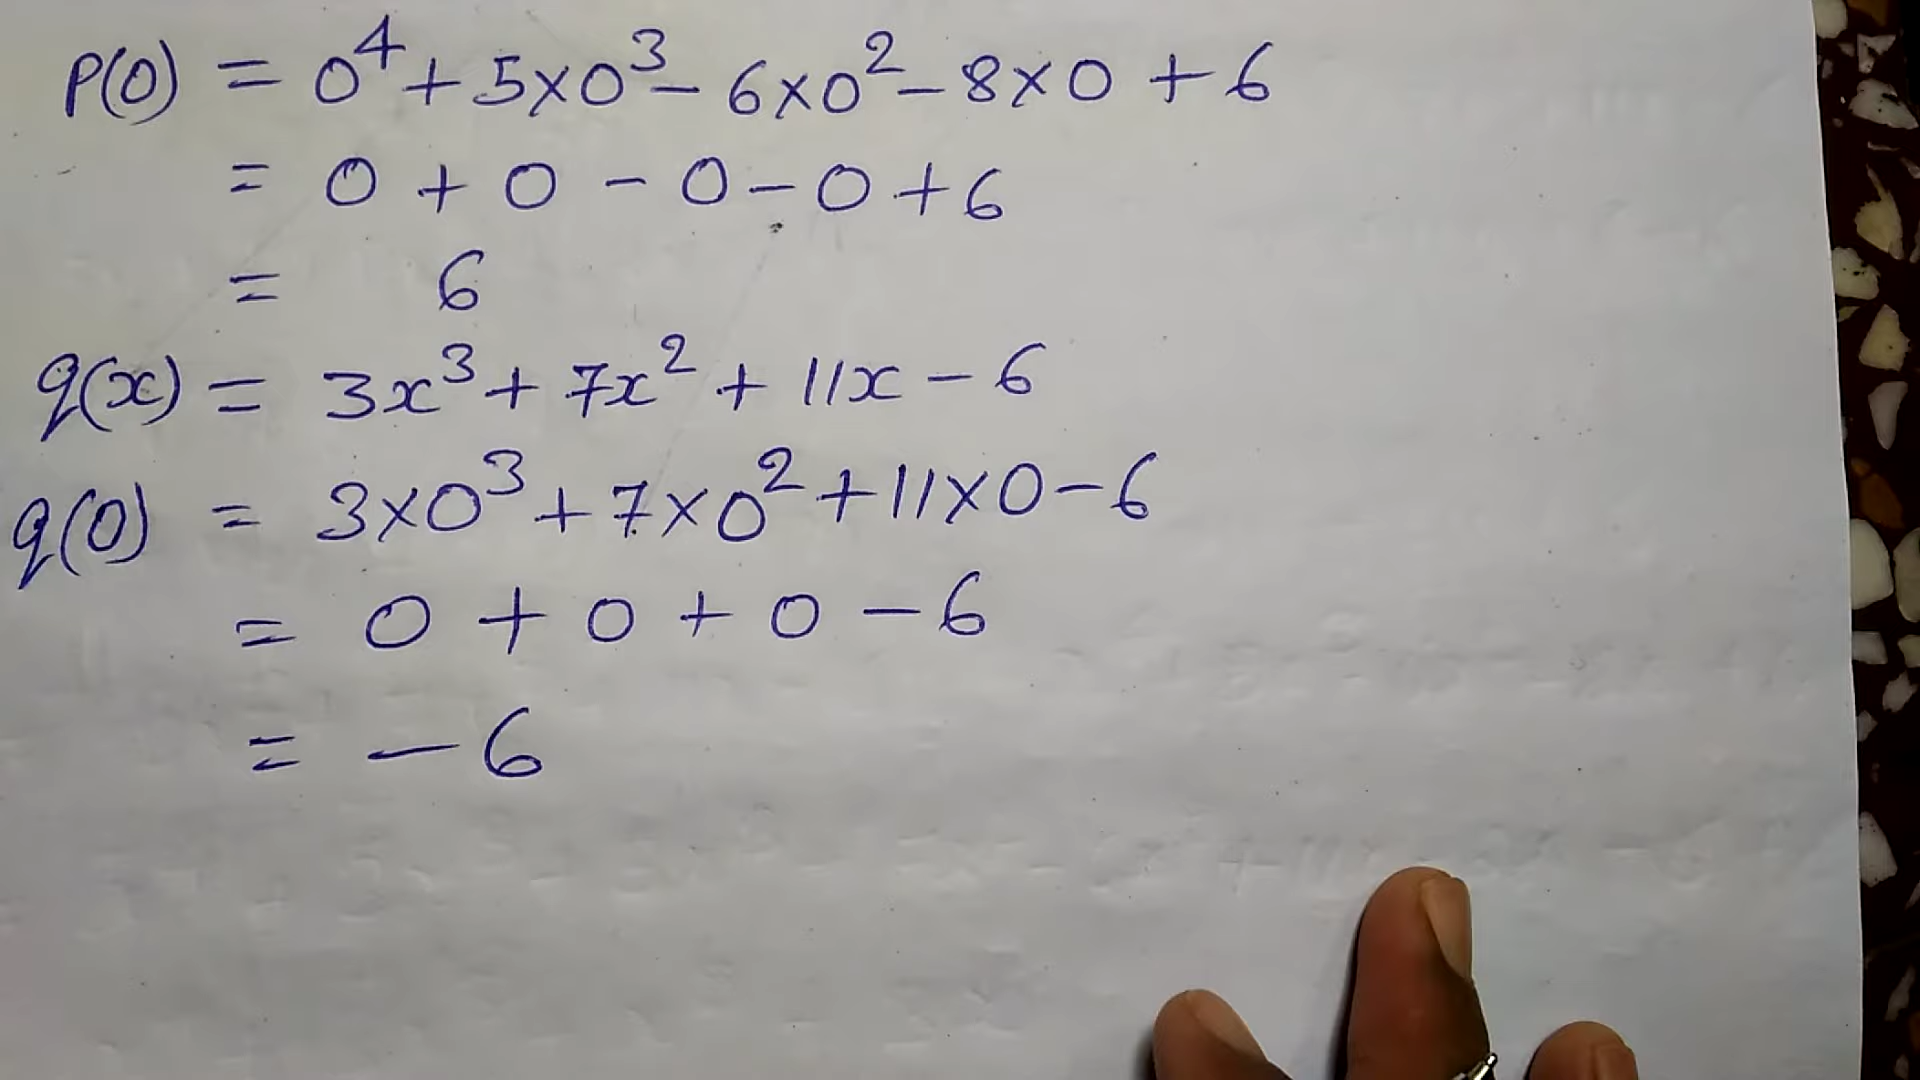 p(0) = 0⁴ + 5×0³ - 6×0² - 8×0 + 6
= 0 + 0 - 0 - 0 + 6
= 6
q(x) = 3x³ + 7x² + 11x - 6
q(0) = 3×0³ + 7×0² + 11×0 - 6
= 0 + 0 + 0 - 6
= - 6